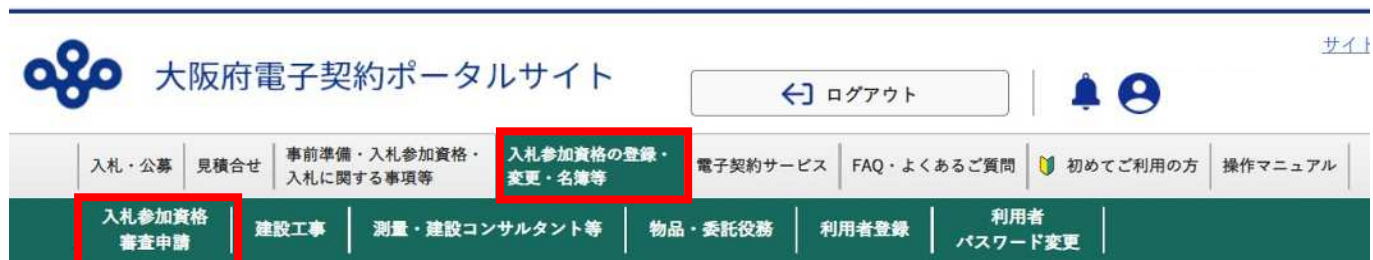 サイト
大阪府電子契約ポータルサイト
ログアウト
入札・公募
見積合せ
事前準備・入札参加資格・
入札に関する事項等
入札参加資格の登録・
変更・名簿等
電子契約サービス
FAQ・よくあるご質問
初めてご利用の方
操作マニュアル
入札参加資格
審査申請
建設工事
測量・建設コンサルタント等
物品・委託役務
利用者登録
利用者
パスワード変更